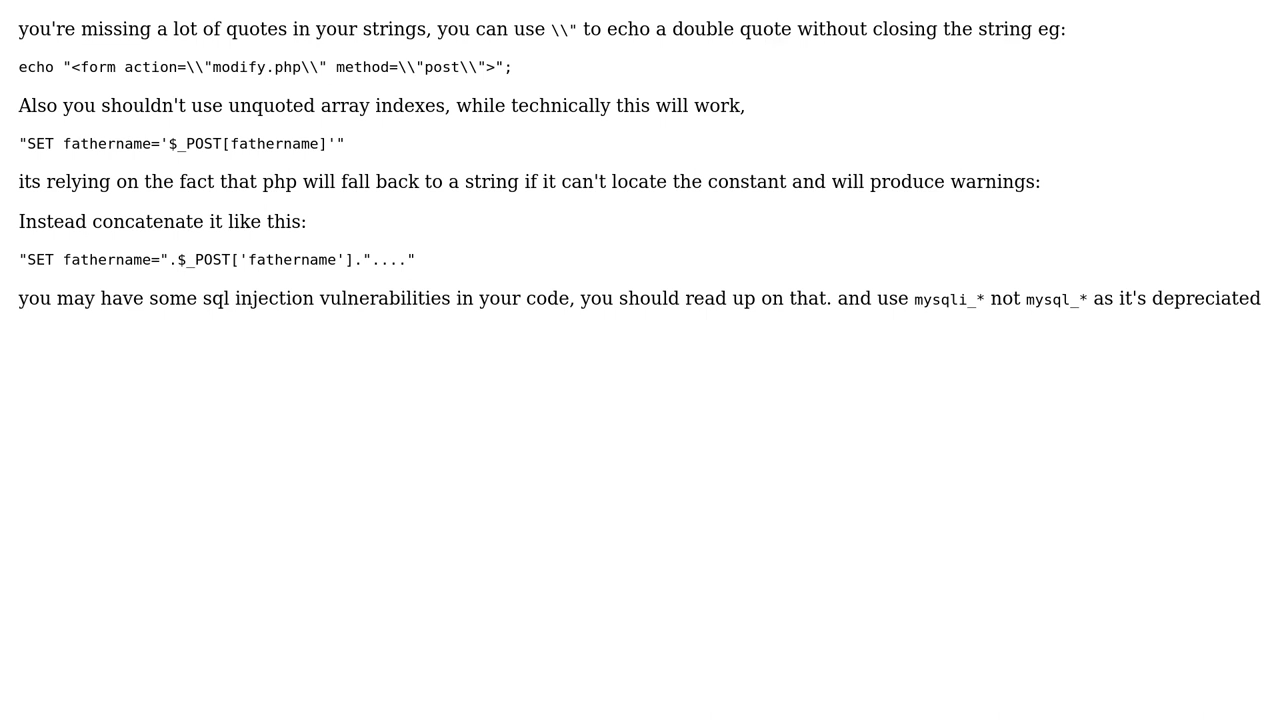 you're missing a lot of quotes in your strings, you can use \\" to echo a double quote without closing the string eg:
echo "<form action=\\"modify.php\\" method=\\"post\\">";
Also you shouldn't use unquoted array indexes, while technically this will work,
"SET fathername='$_POST[fathername]'"
its relying on the fact that php will fall back to a string if it can't locate the constant and will produce warnings:
Instead concatenate it like this:
"SET fathername=".$_POST['fathername']."...."
you may have some sql injection vulnerabilities in your code, you should read up on that. and use mysqli_* not mysql_* as it's depreciated